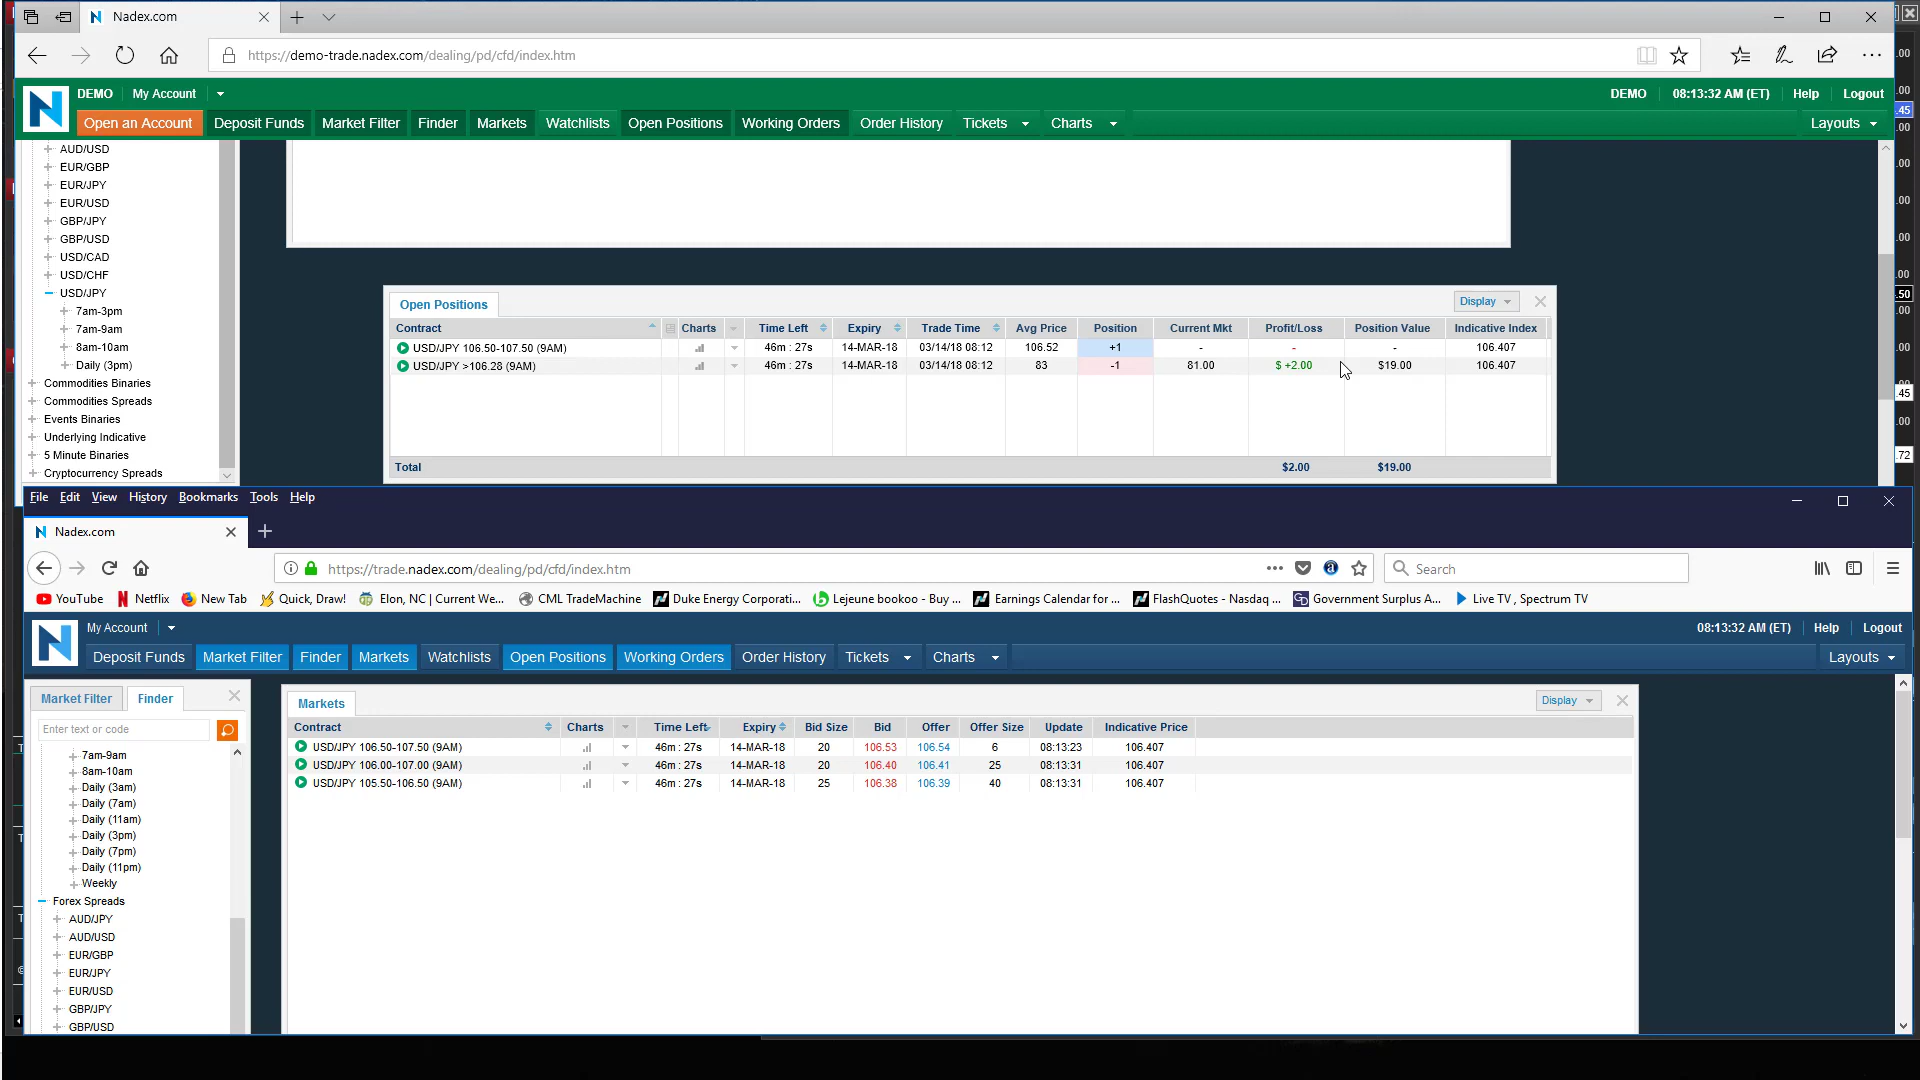 Nadex.com
https://demo-trade.nadex.com/dealing/pd/cfd/index.htm
DEMO My Account DEMO 08:13:32 AM (ET) Help Logout
Open an Account Deposit Funds Market Filter Finder Markets Watchlists Open Positions Working Orders Order History Tickets Charts Layouts
AUD/USD
EUR/GBP
EUR/JPY
EUR/USD
GBP/JPY
GBP/USD
USD/CAD
USD/CHF
USD/JPY
7am-3pm
7am-9am
8am-10am
Daily (3pm)
Commodities Binaries
Commodities Spreads
Events Binaries
Underlying Indicative
5 Minute Binaries
Cryptocurrency Spreads
Open Positions Display
Contract Charts Time Left Expiry Trade Time Avg Price Position Current Mkt Profit/Loss Position Value Indicative Index
USD/JPY 106.50-107.50 (9AM) 46m : 27s 14-MAR-18 03/14/18 08:12 106.52 +1 - - - 106.407
USD/JPY >106.28 (9AM) 46m : 27s 14-MAR-18 03/14/18 08:12 83 -1 81.00 $ +2.00 $19.00 106.407
Total $2.00 $19.00
.00
.45
.00
.00
.00
.00
.00
.50
.00
.45
.00
.72
File Edit View History Bookmarks Tools Help
Nadex.com
https://trade.nadex.com/dealing/pd/cfd/index.htm Search
YouTube Netflix New Tab Quick, Draw! Elon, NC | Current We... CML TradeMachine Duke Energy Corporati... Lejeune bookoo - Buy ... Earnings Calendar for ... FlashQuotes - Nasdaq ... Government Surplus A... Live TV , Spectrum TV
My Account 08:13:32 AM (ET) Help Logout
Deposit Funds Market Filter Finder Markets Watchlists Open Positions Working Orders Order History Tickets Charts Layouts
Market Filter Finder
Enter text or code
7am-9am
8am-10am
Daily (3am)
Daily (7am)
Daily (11am)
Daily (3pm)
Daily (7pm)
Daily (11pm)
Weekly
Forex Spreads
AUD/JPY
AUD/USD
EUR/GBP
EUR/JPY
EUR/USD
GBP/JPY
GBP/USD
Markets Display
Contract Charts Time Left Expiry Bid Size Bid Offer Offer Size Update Indicative Price
USD/JPY 106.50-107.50 (9AM) 46m : 27s 14-MAR-18 20 106.53 106.54 6 08:13:23 106.407
USD/JPY 106.00-107.00 (9AM) 46m : 27s 14-MAR-18 20 106.40 106.41 25 08:13:31 106.407
USD/JPY 105.50-106.50 (9AM) 46m : 27s 14-MAR-18 25 106.38 106.39 40 08:13:31 106.407